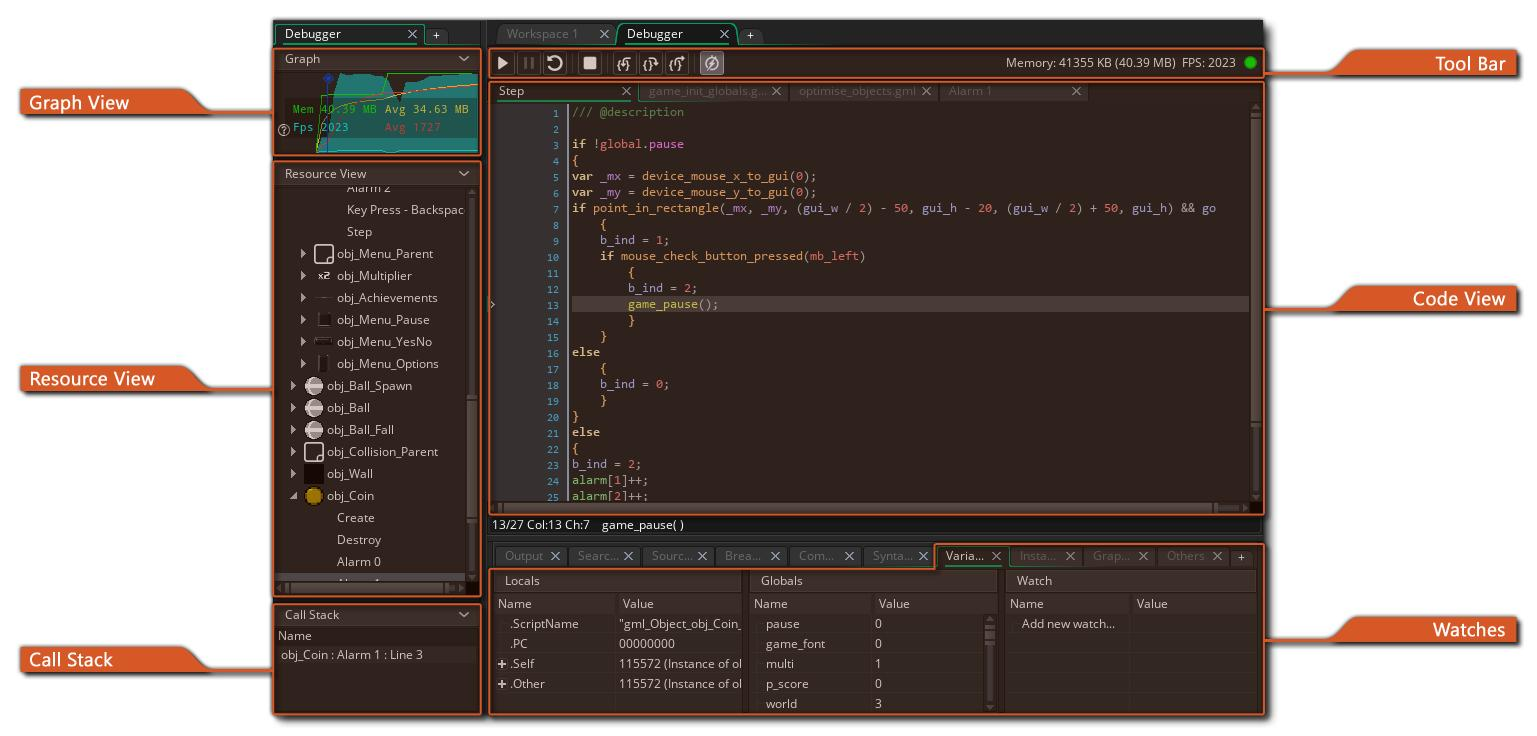 Debugger
+
Workspace 1
Debugger
+
Graph
Memory: 41355 KB (40.39 MB) FPS: 2023
Tool Bar
Graph View
Mem 40.39 MB Avg 34.63 MB
Fps 2023 Avg 1727
Step
game_init_globals.g...
optimise_objects.gml
Alarm 1
1 /// @description
2
3 if !global.pause
4 {
5 var _mx = device_mouse_x_to_gui(0);
6 var _my = device_mouse_y_to_gui(0);
7 if point_in_rectangle(_mx, _my, (gui_w / 2) - 50, gui_h - 20, (gui_w / 2) + 50, gui_h) && go
8 {
9 b_ind = 1;
10 if mouse_check_button_pressed(mb_left)
11 {
12 b_ind = 2;
13 game_pause();
14 }
15 }
16 else
17 {
18 b_ind = 0;
19 }
20 }
21 else
22 {
23 b_ind = 2;
24 alarm[1]++;
25 alarm[2]++;
Code View
Resource View
Resource View
Alarm 2
Key Press - Backspac
Step
obj_Menu_Parent
x2 obj_Multiplier
obj_Achievements
obj_Menu_Pause
obj_Menu_YesNo
obj_Menu_Options
obj_Ball_Spawn
obj_Ball
obj_Ball_Fall
obj_Collision_Parent
obj_Wall
obj_Coin
Create
Destroy
Alarm 0
13/27 Col:13 Ch:7 game_pause( )
Call Stack
Call Stack
Name
obj_Coin : Alarm 1 : Line 3
Output
Searc...
Sourc...
Brea...
Com...
Synta...
Varia...
Insta...
Grap...
Others
+
Locals
Name Value
.ScriptName "gml_Object_obj_Coin_
.PC 00000000
.Self 115572 (Instance of ol
.Other 115572 (Instance of ol
Globals
Name Value
pause 0
game_font 0
multi 1
p_score 0
world 3
Watch
Name Value
Add new watch...
Watches